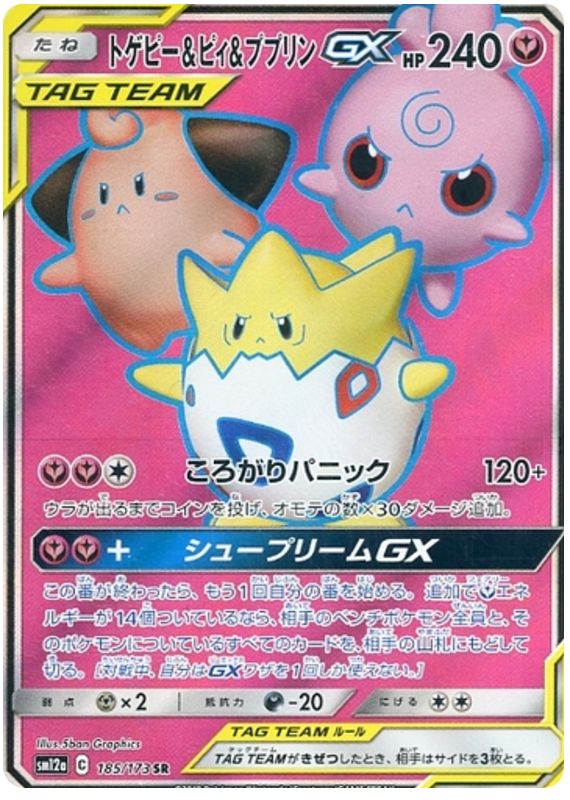 たね トゲピー&ピィ&ププリンGX HP240
TAG TEAM
ころがりパニック 120+
ウラが出るまでコインを投げ、オモテの数×30ダメージ追加。
+ シュープリームGX
この番が終わったら、もう1回自分の番を始める。追加でエネ
ルギーが14個ついているなら、相手のベンチポケモン全員と、そ
のポケモンについているすべてのカードを、相手の山札にもどして
切る。[対戦中、自分はGXワザを1回しか使えない。]
弱点 ×2 抵抗力 -20 にげる
TAG TEAM ルール
TAG TEAMがきぜつしたとき、相手はサイドを3枚とる。
Illus. 5ban Graphics
sm12a C 185/173 SR